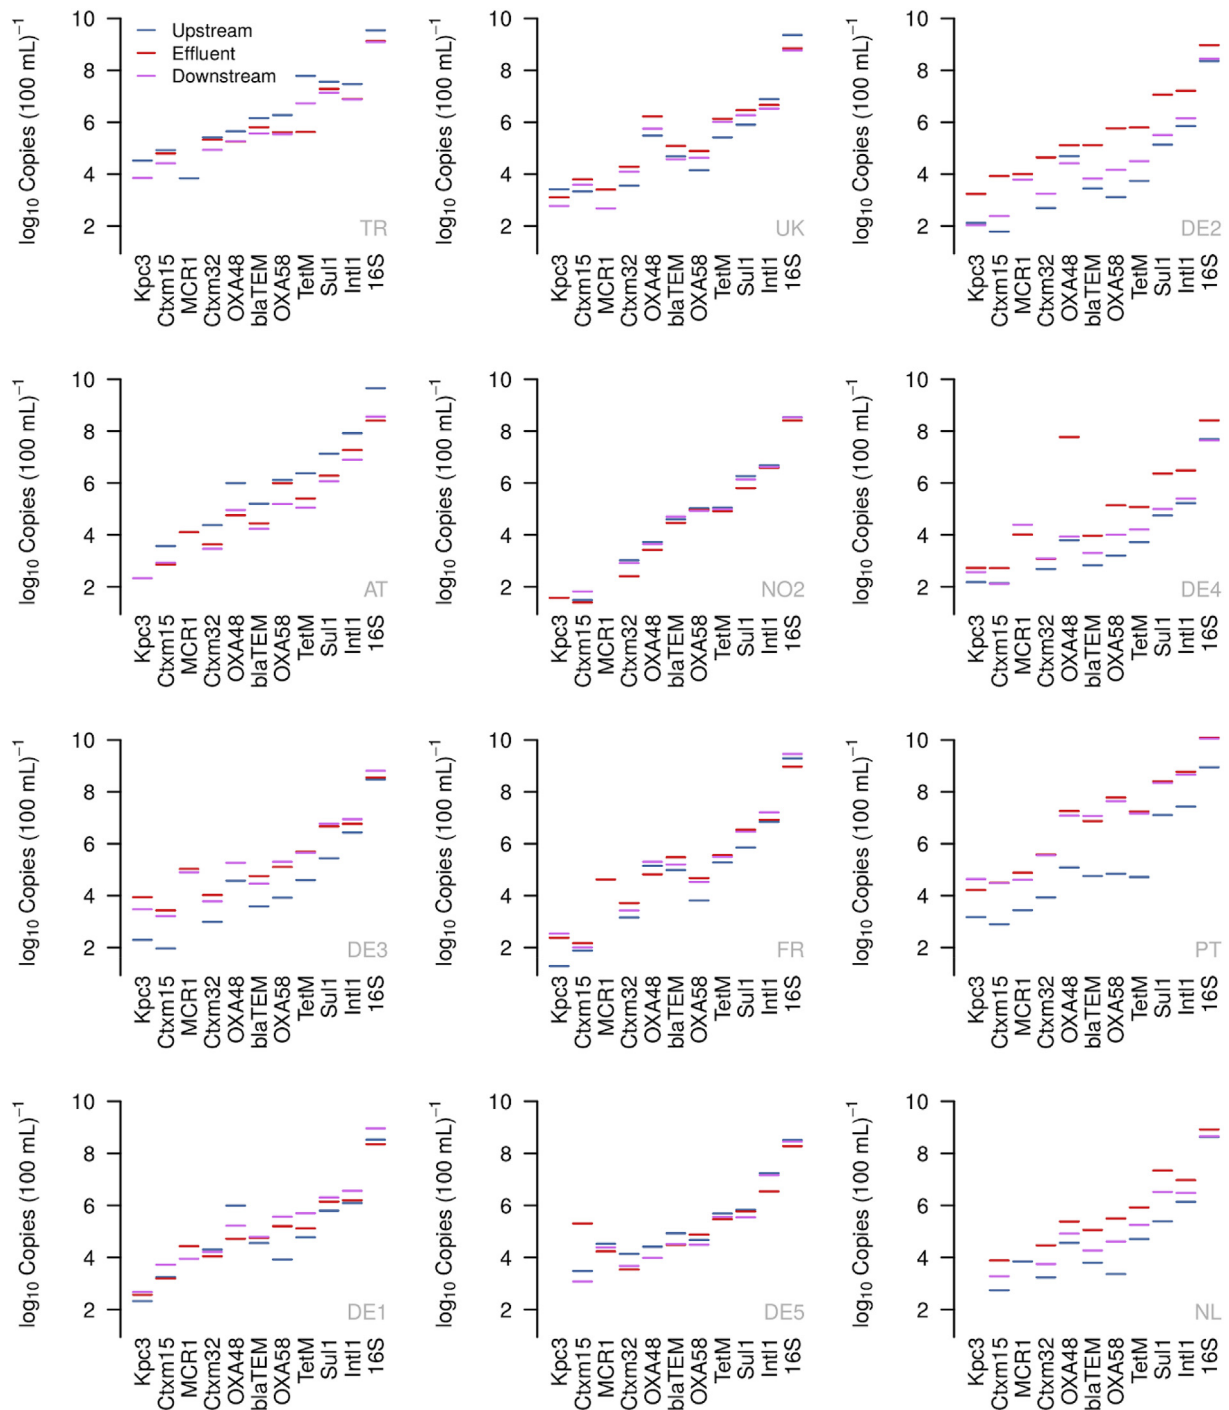 Upstream
Effluent
Downstream
log10 Copies (100 mL)−1
10
8
6
4
2
TR
Kpc3
Ctxm15
MCR1
Ctxm32
OXA48
blaTEM
OXA58
TetM
Sul1
Intl1
16S
log10 Copies (100 mL)−1
10
8
6
4
2
UK
Kpc3
Ctxm15
MCR1
Ctxm32
OXA48
blaTEM
OXA58
TetM
Sul1
Intl1
16S
log10 Copies (100 mL)−1
10
8
6
4
2
DE2
Kpc3
Ctxm15
MCR1
Ctxm32
OXA48
blaTEM
OXA58
TetM
Sul1
Intl1
16S
log10 Copies (100 mL)−1
10
8
6
4
2
AT
Kpc3
Ctxm15
MCR1
Ctxm32
OXA48
blaTEM
OXA58
TetM
Sul1
Intl1
16S
log10 Copies (100 mL)−1
10
8
6
4
2
NO2
Kpc3
Ctxm15
MCR1
Ctxm32
OXA48
blaTEM
OXA58
TetM
Sul1
Intl1
16S
log10 Copies (100 mL)−1
10
8
6
4
2
DE4
Kpc3
Ctxm15
MCR1
Ctxm32
OXA48
blaTEM
OXA58
TetM
Sul1
Intl1
16S
log10 Copies (100 mL)−1
10
8
6
4
2
DE3
Kpc3
Ctxm15
MCR1
Ctxm32
OXA48
blaTEM
OXA58
TetM
Sul1
Intl1
16S
log10 Copies (100 mL)−1
10
8
6
4
2
FR
Kpc3
Ctxm15
MCR1
Ctxm32
OXA48
blaTEM
OXA58
TetM
Sul1
Intl1
16S
log10 Copies (100 mL)−1
10
8
6
4
2
PT
Kpc3
Ctxm15
MCR1
Ctxm32
OXA48
blaTEM
OXA58
TetM
Sul1
Intl1
16S
log10 Copies (100 mL)−1
10
8
6
4
2
DE1
Kpc3
Ctxm15
MCR1
Ctxm32
OXA48
blaTEM
OXA58
TetM
Sul1
Intl1
16S
log10 Copies (100 mL)−1
10
8
6
4
2
DE5
Kpc3
Ctxm15
MCR1
Ctxm32
OXA48
blaTEM
OXA58
TetM
Sul1
Intl1
16S
log10 Copies (100 mL)−1
10
8
6
4
2
NL
Kpc3
Ctxm15
MCR1
Ctxm32
OXA48
blaTEM
OXA58
TetM
Sul1
Intl1
16S